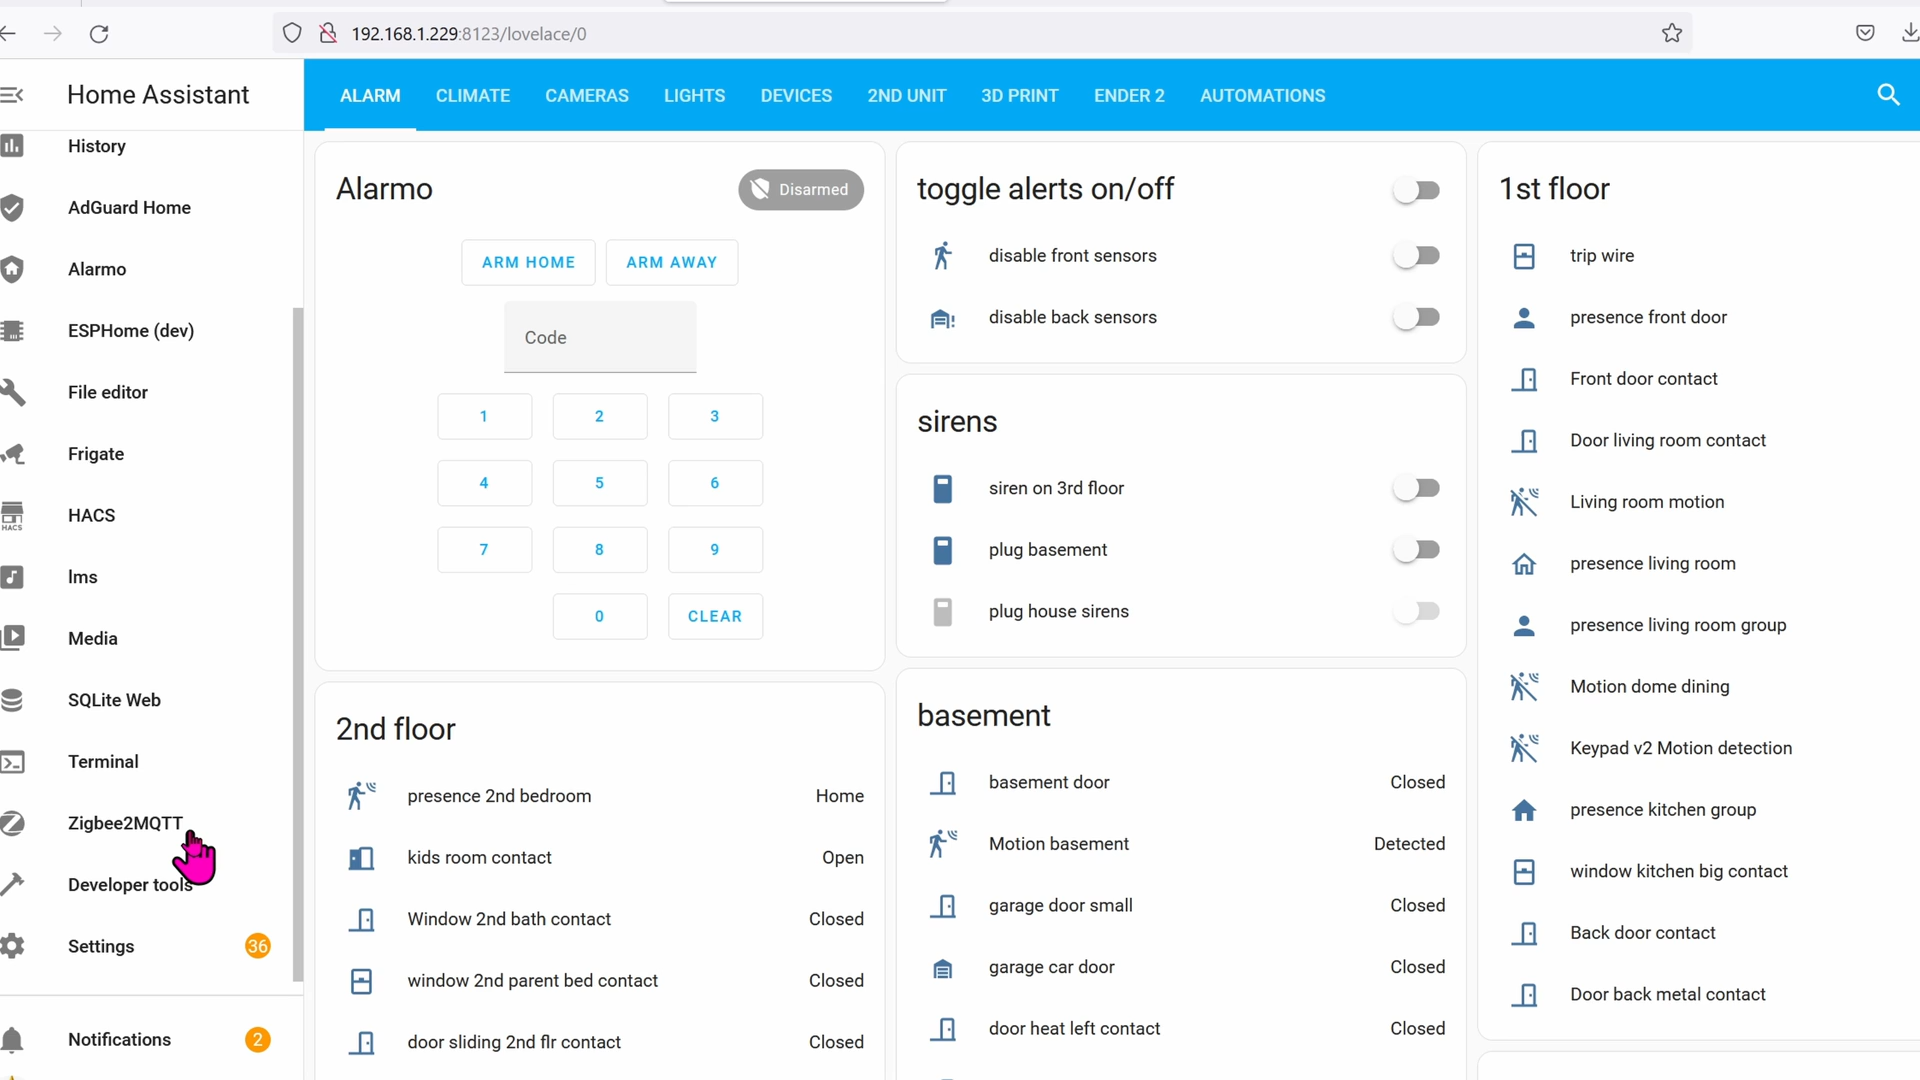 192.168.1.229:8123/lovelace/0
Home Assistant
ALARM CLIMATE CAMERAS LIGHTS DEVICES 2ND UNIT 3D PRINT ENDER 2 AUTOMATIONS
History
AdGuard Home
Alarmo
ESPHome (dev)
File editor
Frigate
HACS
HACS
lms
Media
SQLite Web
Terminal
Zigbee2MQTT
Developer tools
Settings 36
Notifications 2
Alarmo Disarmed
ARM HOME ARM AWAY
Code
1 2 3
4 5 6
7 8 9
0 CLEAR
2nd floor
presence 2nd bedroom Home
kids room contact Open
Window 2nd bath contact Closed
window 2nd parent bed contact Closed
door sliding 2nd flr contact Closed
toggle alerts on/off
disable front sensors
disable back sensors
sirens
siren on 3rd floor
plug basement
plug house sirens
basement
basement door Closed
Motion basement Detected
garage door small Closed
garage car door Closed
door heat left contact Closed
1st floor
trip wire
presence front door
Front door contact
Door living room contact
Living room motion
presence living room
presence living room group
Motion dome dining
Keypad v2 Motion detection
presence kitchen group
window kitchen big contact
Back door contact
Door back metal contact